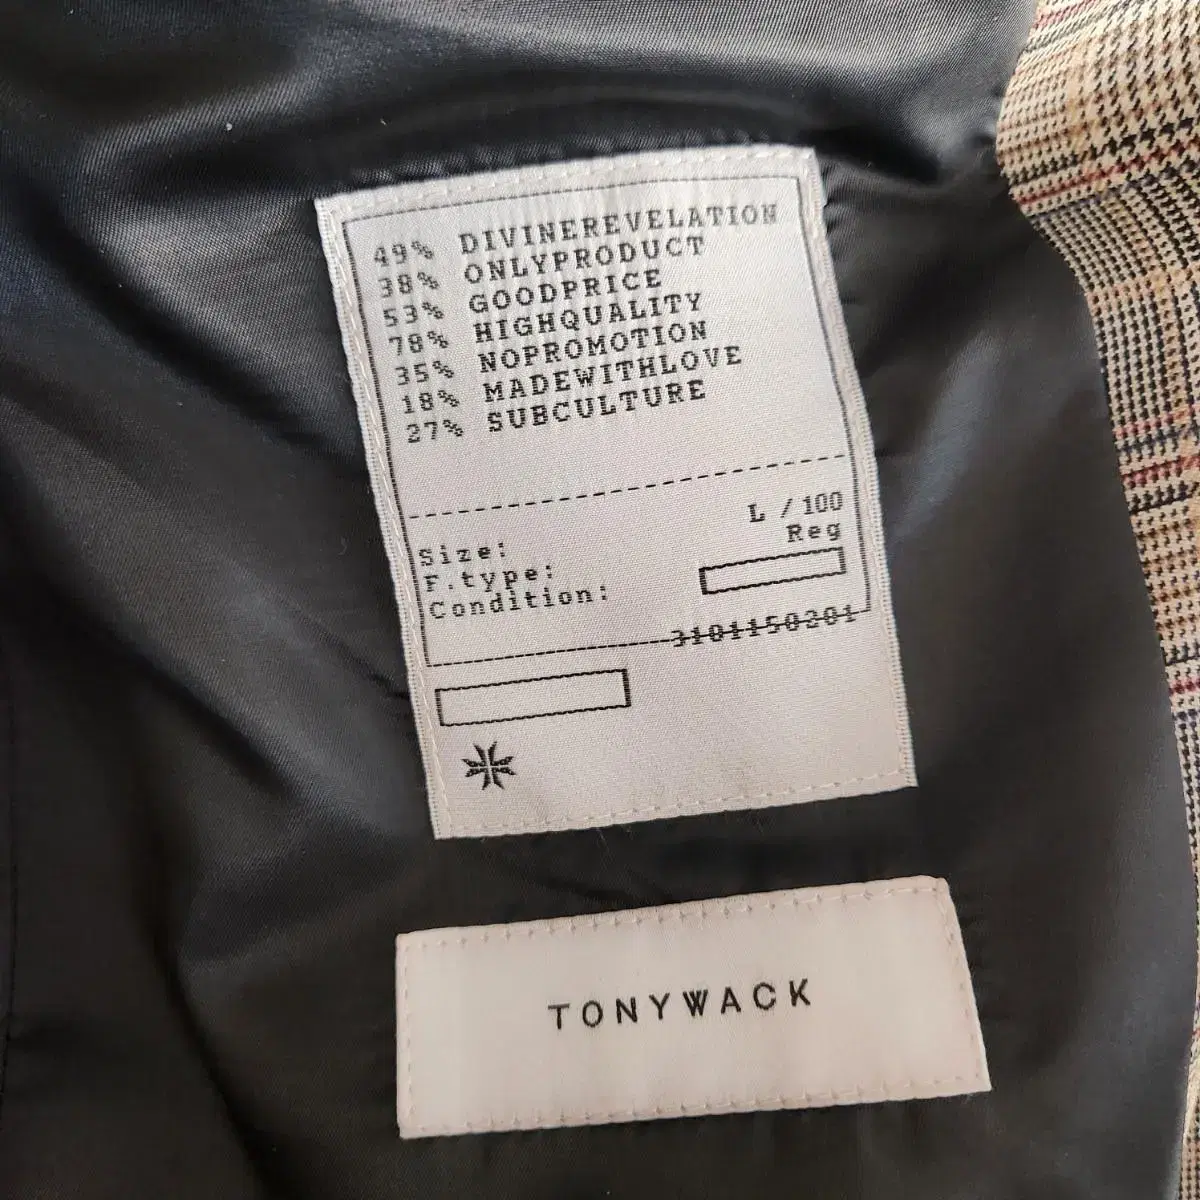 49% DIVINEREVELATION
38% ONLYPRODUCT
53% GOODPRICE
78% HIGHQUALITY
35% NOPROMOTION
18% MADEWITHLOVE
27% SUBCULTURE
Size: L / 100
F.type: Reg
Condition:
3101150201
TONYWACK